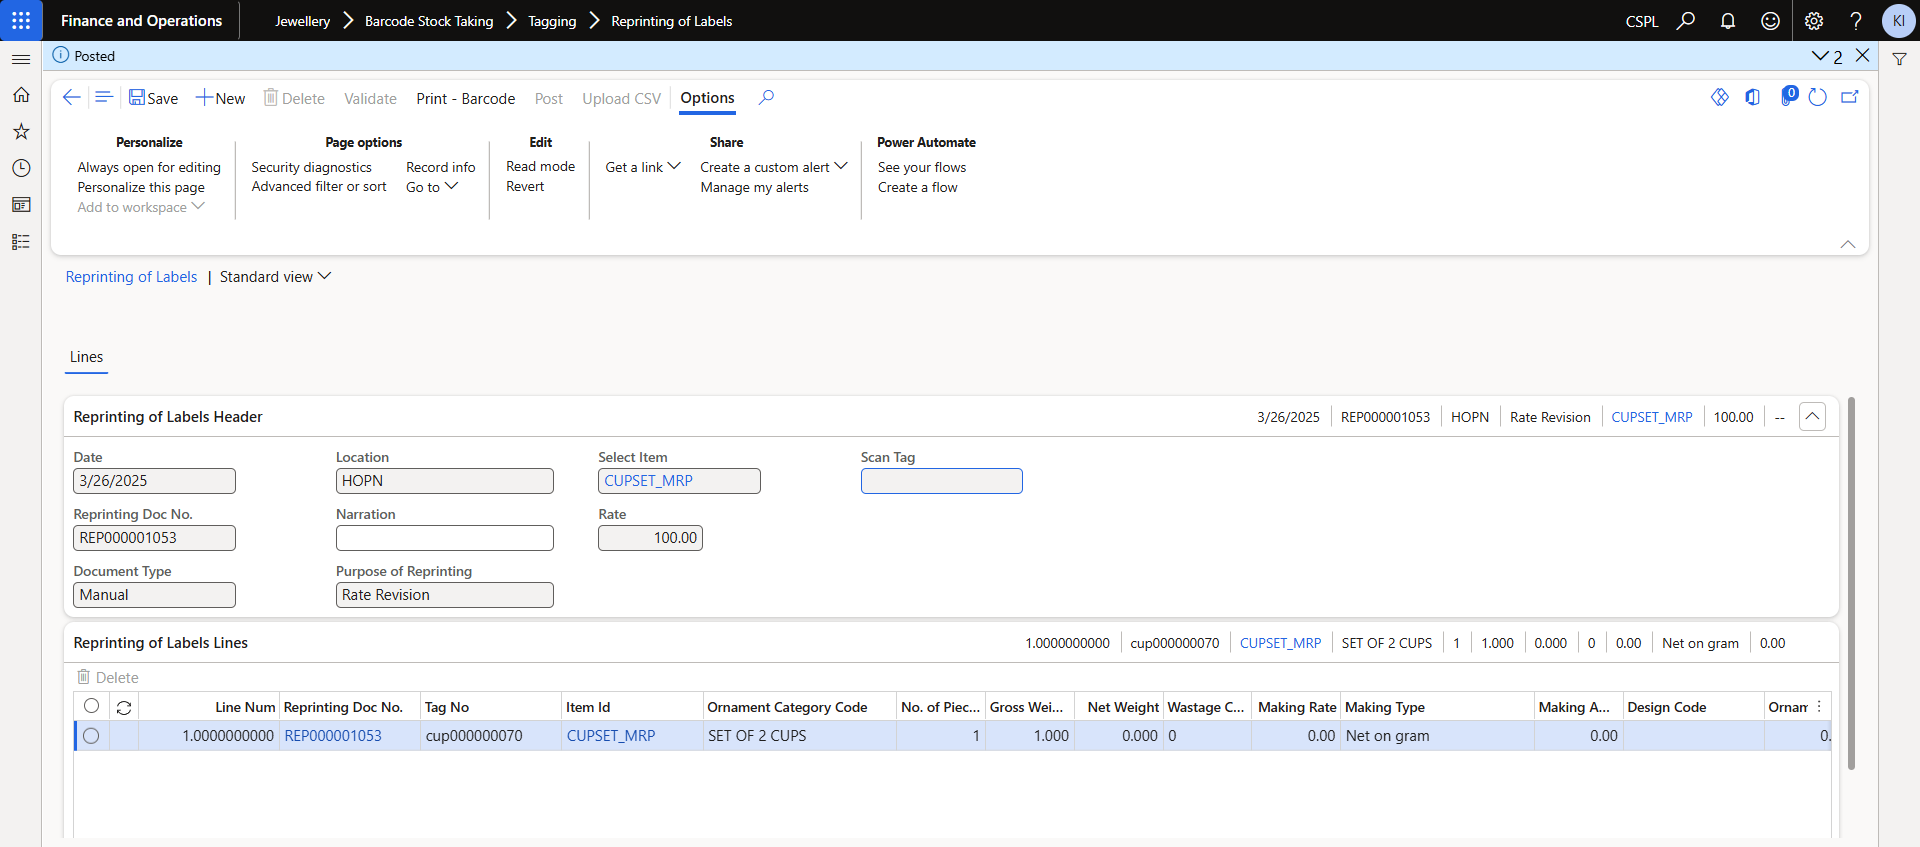 Finance and Operations
Jewellery > Barcode Stock Taking > Tagging > Reprinting of Labels
CSPL
KI
Posted
2
Save
New
Delete
Validate
Print - Barcode
Post
Upload CSV
Options
0
Personalize
Always open for editing
Personalize this page
Add to workspace
Page options
Security diagnostics
Advanced filter or sort
Record info
Go to
Edit
Read mode
Revert
Share
Get a link
Create a custom alert
Manage my alerts
Power Automate
See your flows
Create a flow
Reprinting of Labels | Standard view
Lines
Reprinting of Labels Header
3/26/2025 REP000001053 HOPN Rate Revision CUPSET_MRP 100.00 --
Date
3/26/2025
Location
HOPN
Select Item
CUPSET_MRP
Scan Tag
Reprinting Doc No.
REP000001053
Narration
Rate
100.00
Document Type
Manual
Purpose of Reprinting
Rate Revision
Reprinting of Labels Lines
1.0000000000 cup000000070 CUPSET_MRP SET OF 2 CUPS 1 1.000 0.000 0 0.00 Net on gram 0.00
Delete
Line Num Reprinting Doc No. Tag No Item Id Ornament Category Code No. of Piec... Gross Wei... Net Weight Wastage C... Making Rate Making Type Making A... Design Code Ornam
1.0000000000 REP000001053 cup000000070 CUPSET_MRP SET OF 2 CUPS 1 1.000 0.000 0 0.00 Net on gram 0.00 0.